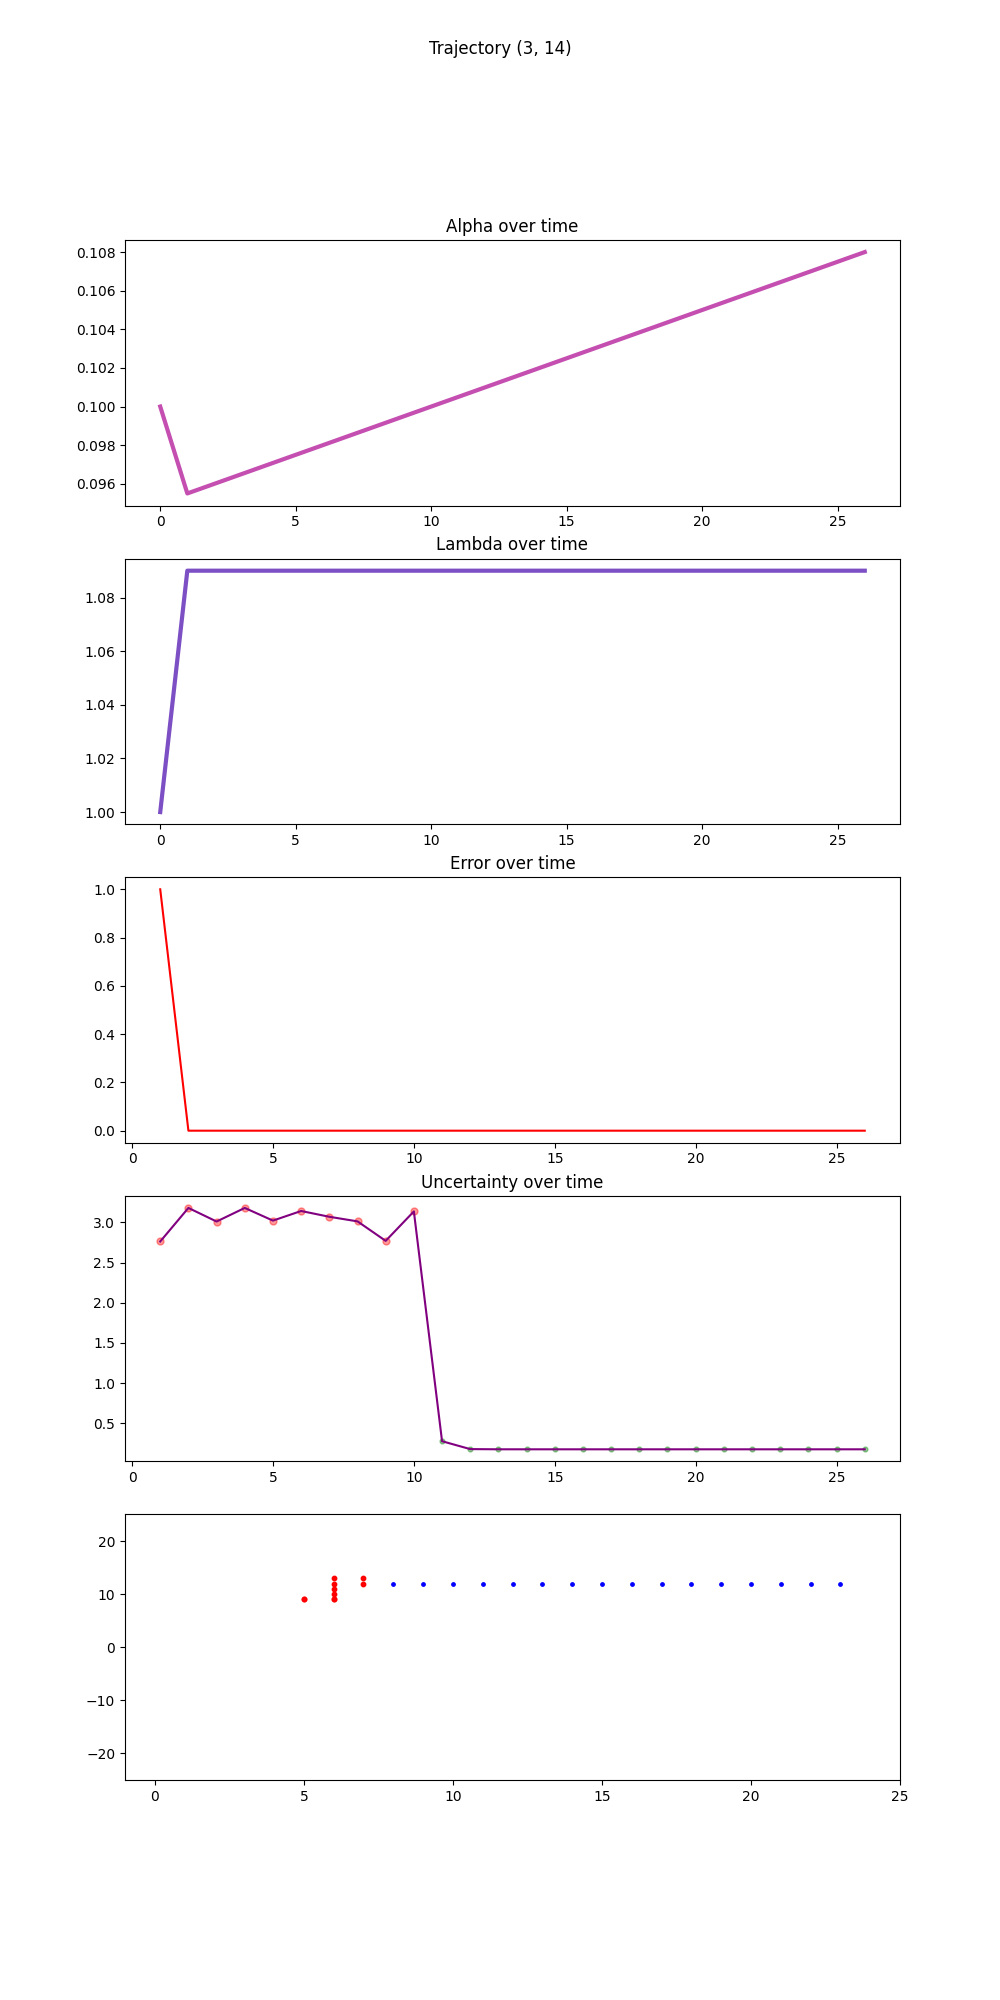 Trajectory (3, 14)
Alpha over time
0.108
0.106
0.104
0.102
0.100
0.098
0.096
0 5 10 15 20 25
Lambda over time
1.08
1.06
1.04
1.02
1.00
0 5 10 15 20 25
Error over time
1.0
0.8
0.6
0.4
0.2
0.0
0 5 10 15 20 25
Uncertainty over time
3.0
2.5
2.0
1.5
1.0
0.5
0 5 10 15 20 25
20
10
0
−10
−20
0 5 10 15 20 25